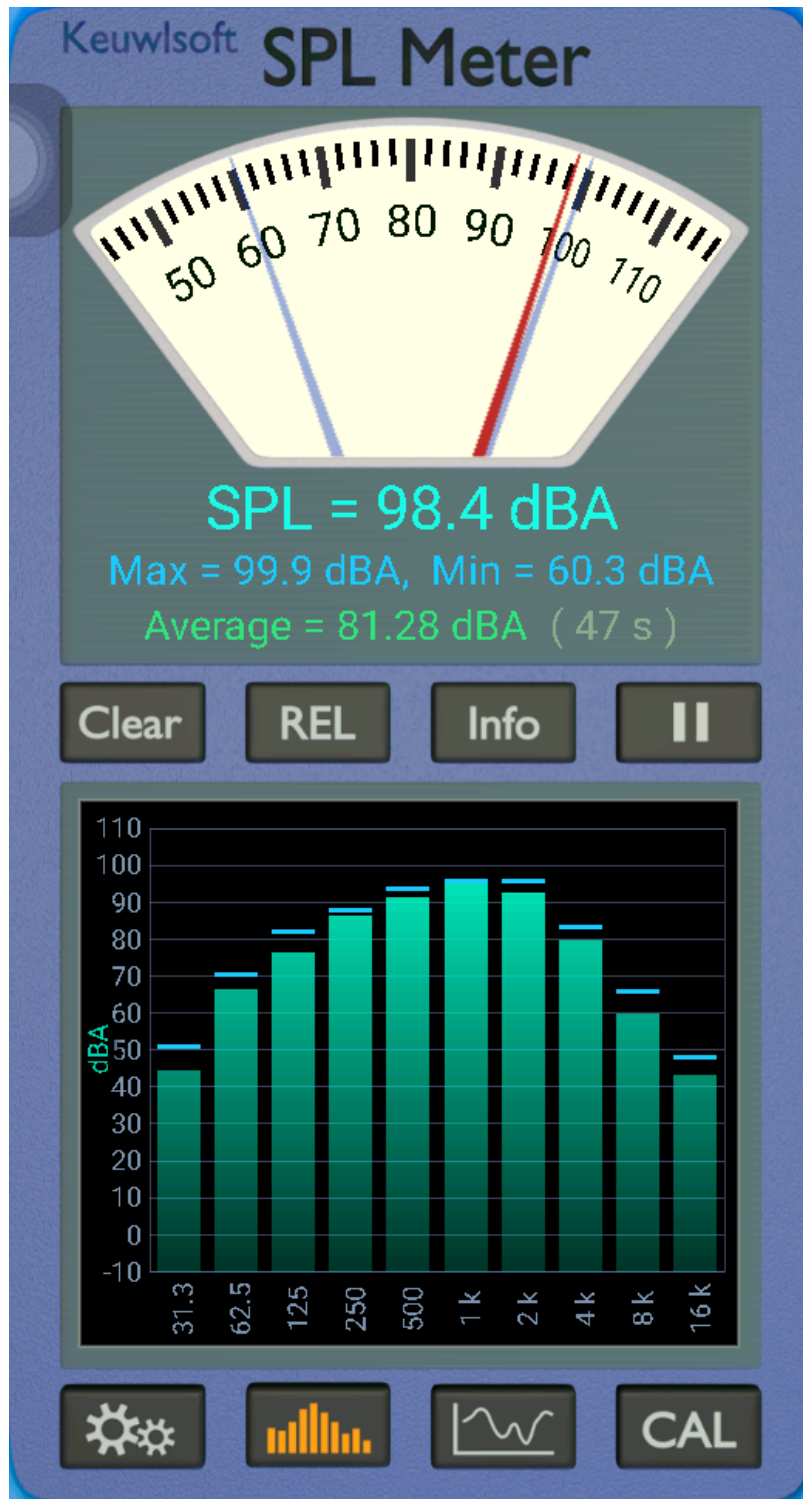 Keuwlsoft SPL Meter
50 60 70 80 90 100 110
SPL = 98.4 dBA
Max = 99.9 dBA, Min = 60.3 dBA
Average = 81.28 dBA ( 47 s )
Clear REL Info
110
100
90
80
70
60
50
40
30
20
10
0
-10
dBA
31.3 62.5 125 250 500 1 k 2 k 4 k 8 k 16 k
CAL